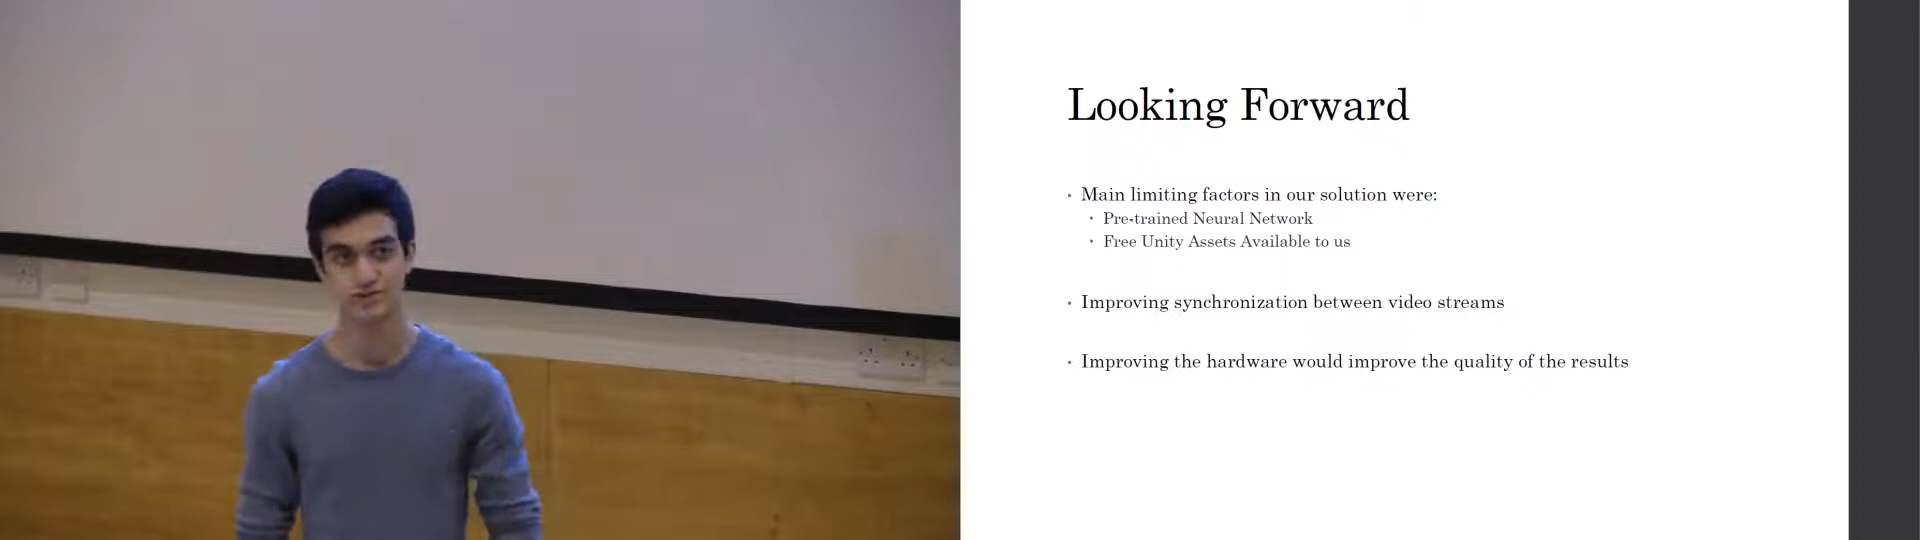 Looking Forward
• Main limiting factors in our solution were:
• Pre-trained Neural Network
• Free Unity Assets Available to us
• Improving synchronization between video streams
• Improving the hardware would improve the quality of the results